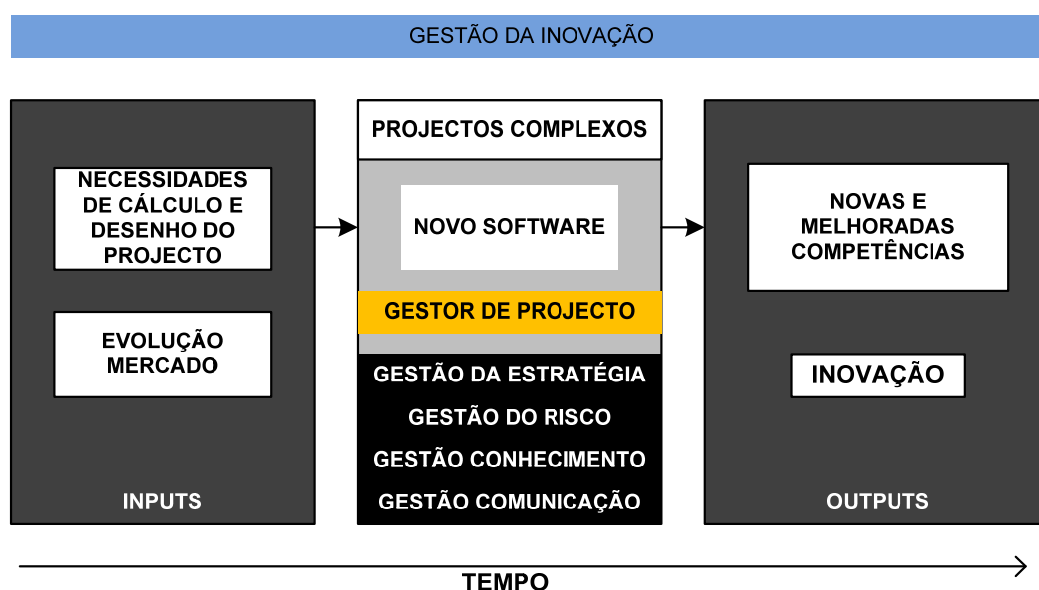 GESTÃO DA INOVAÇÃO
NECESSIDADES
DE CÁLCULO E
DESENHO DO
PROJECTO
EVOLUÇÃO
MERCADO
INPUTS
PROJECTOS COMPLEXOS
NOVO SOFTWARE
GESTOR DE PROJECTO
GESTÃO DA ESTRATÉGIA
GESTÃO DO RISCO
GESTÃO CONHECIMENTO
GESTÃO COMUNICAÇÃO
NOVAS E
MELHORADAS
COMPETÊNCIAS
INOVAÇÃO
OUTPUTS
TEMPO